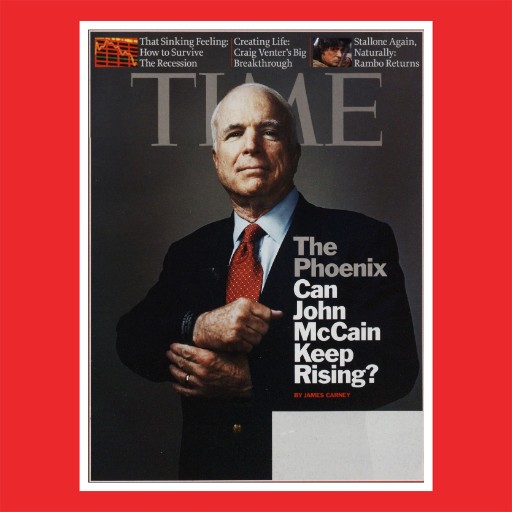 That Sinking Feeling:
How to Survive
The Recession
Creating Life:
Craig Venter's Big
Breakthrough
Stallone Again,
Naturally:
Rambo Returns
TIME
The
Phoenix
Can
John
McCain
Keep
Rising?
BY JAMES CARNEY